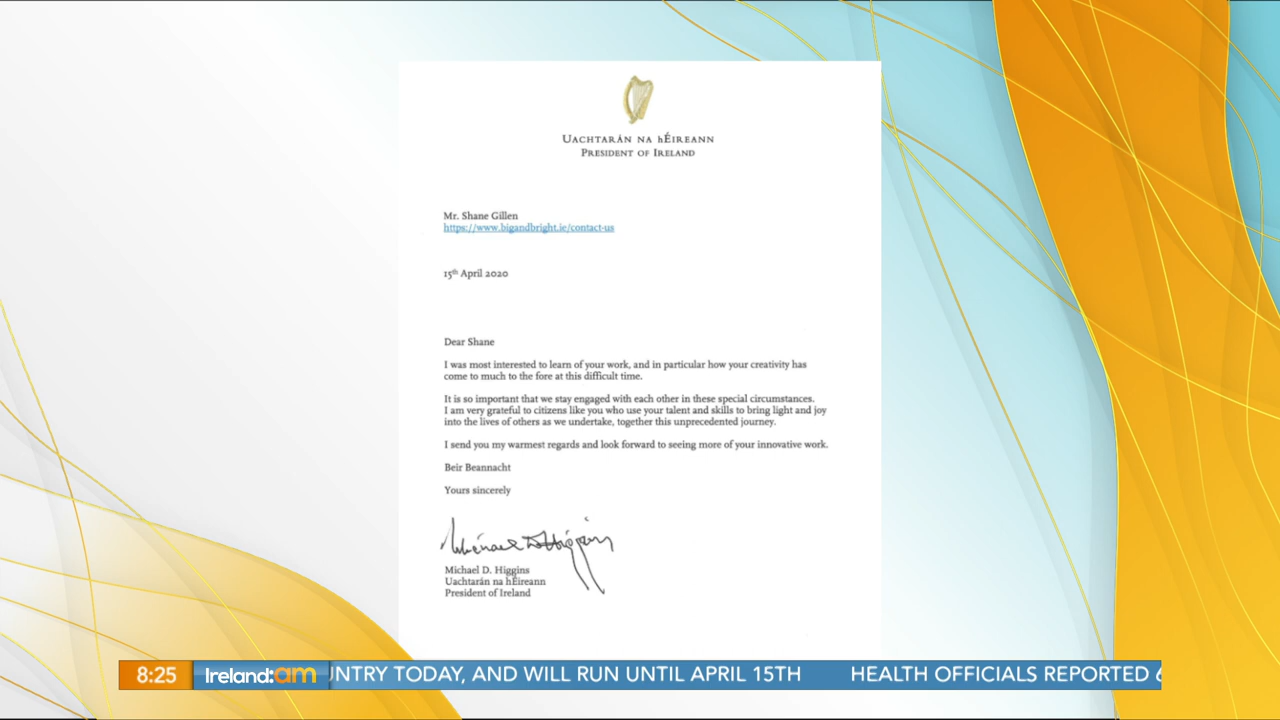 Uachtarán na hÉireann
President of Ireland
Mr. Shane Gillen
https://www.bigandbright.ie/contact-us
15th April 2020
Dear Shane
I was most interested to learn of your work, and in particular how your creativity has
come to much to the fore at this difficult time.
It is so important that we stay engaged with each other in these special circumstances.
I am very grateful to citizens like you who use your talent and skills to bring light and joy
into the lives of others as we undertake, together this unprecedented journey.
I send you my warmest regards and look forward to seeing more of your innovative work.
Beir Beannacht
Yours sincerely
Michael D. Higgins
Michael D. Higgins
Uachtarán na hÉireann
President of Ireland
8:25 Ireland:am NTRY TODAY, AND WILL RUN UNTIL APRIL 15TH HEALTH OFFICIALS REPORTED